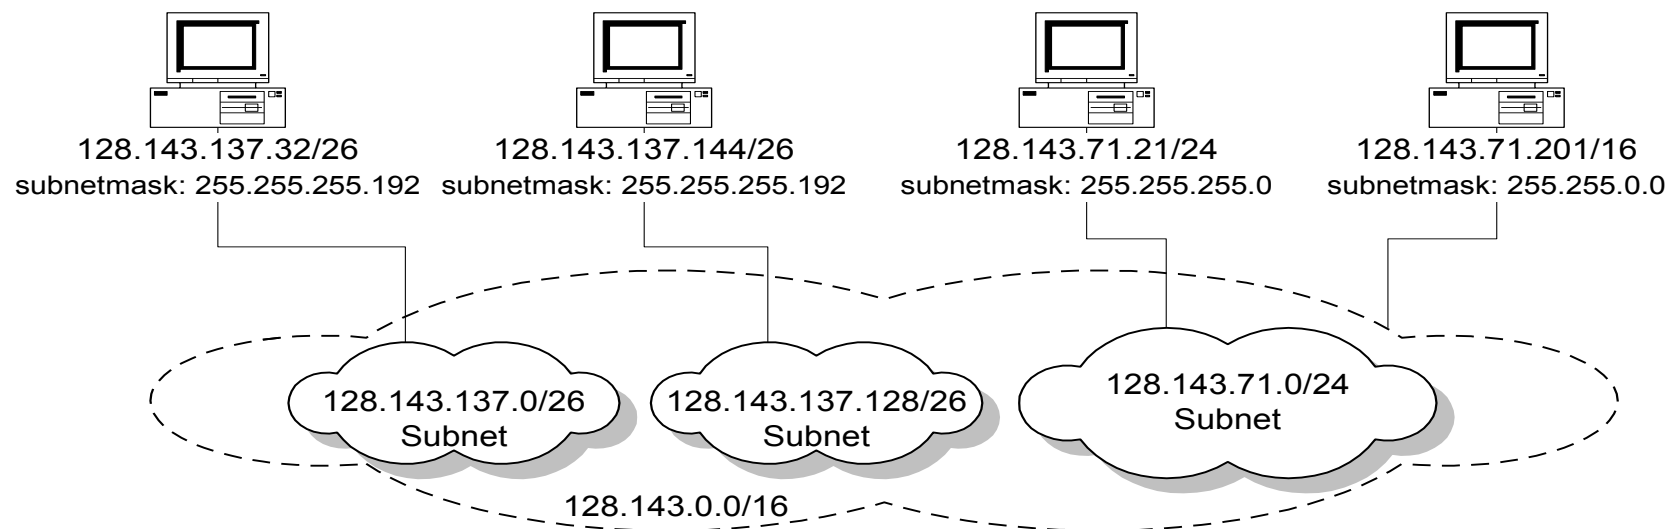 128.143.137.32/26
subnetmask: 255.255.255.192
128.143.137.144/26
subnetmask: 255.255.255.192
128.143.71.21/24
subnetmask: 255.255.255.0
128.143.71.201/16
subnetmask: 255.255.0.0
128.143.137.0/26
Subnet
128.143.137.128/26
Subnet
128.143.71.0/24
Subnet
128.143.0.0/16